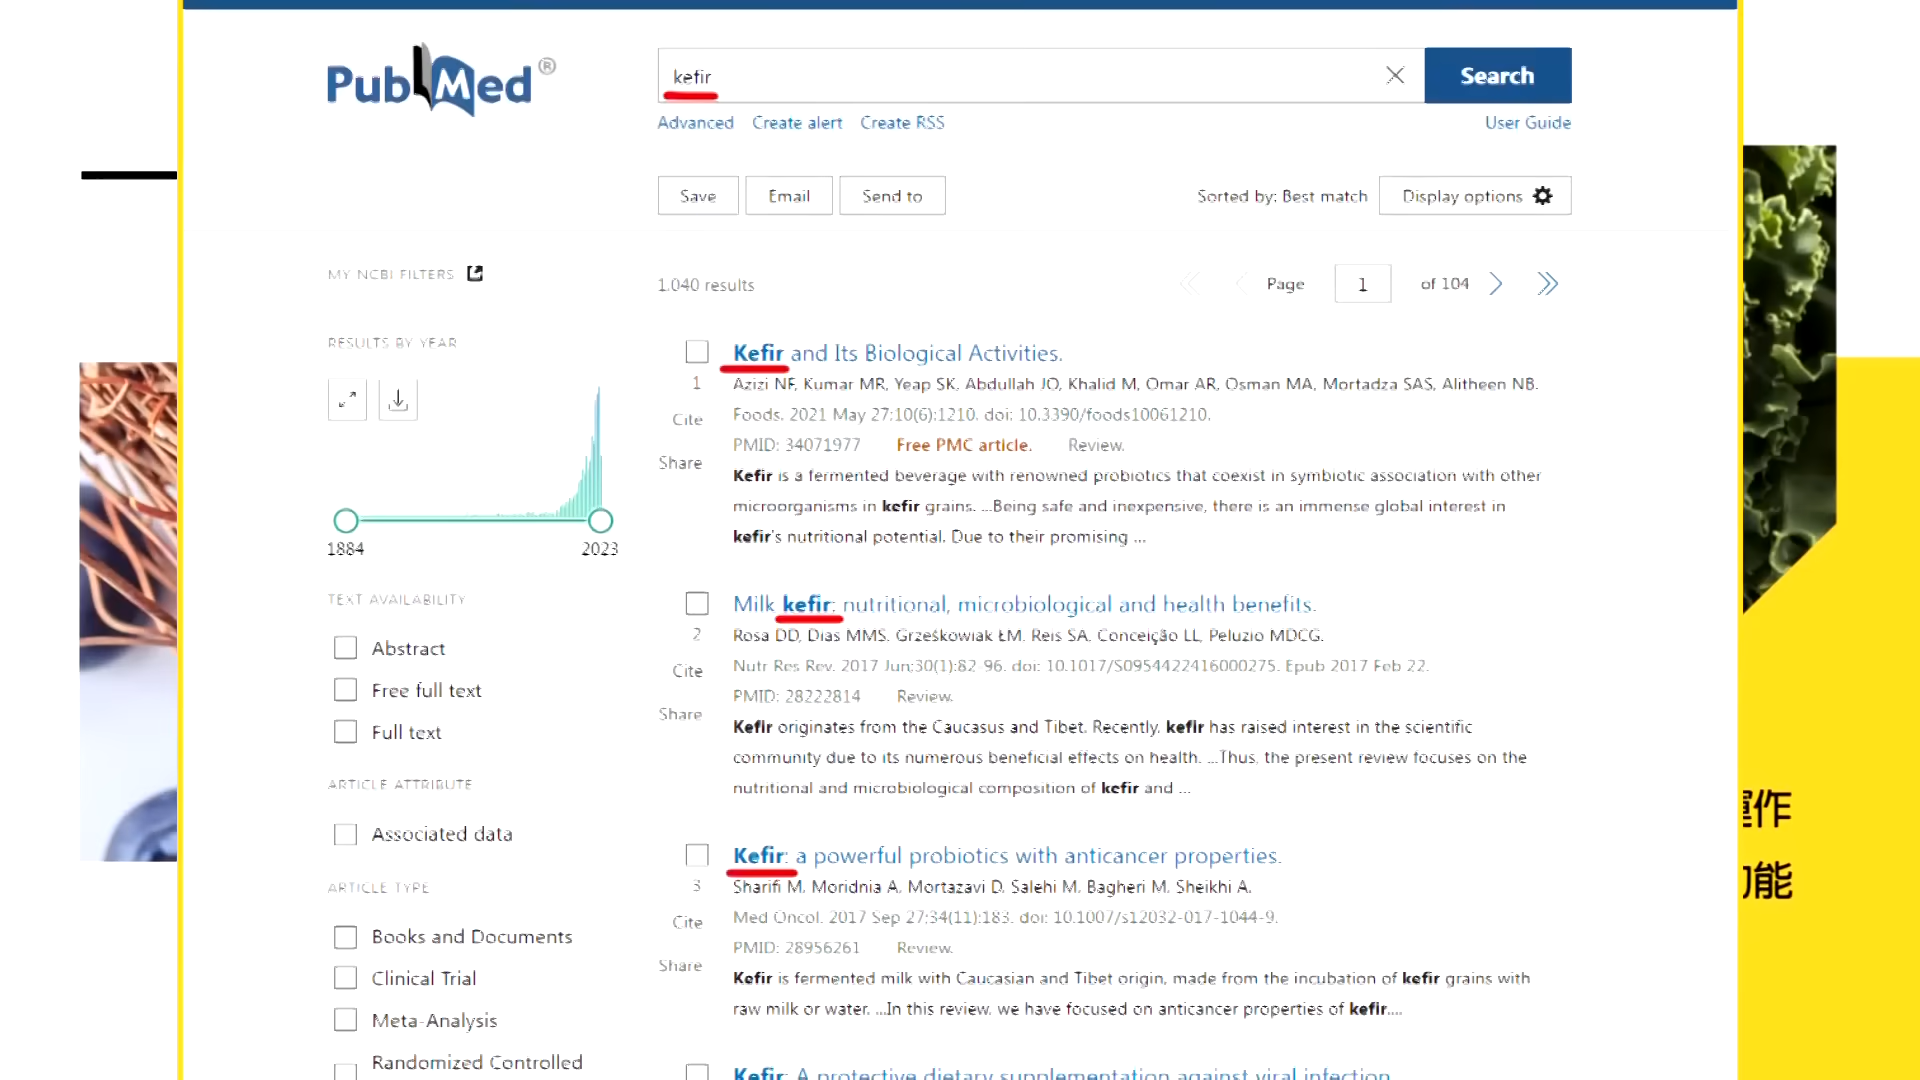 PubMed®
kefir
Search
Advanced Create alert Create RSS
User Guide
Save Email Send to
Sorted by: Best match
Display options
MY NCBI FILTERS
1,040 results
Page 1 of 104
RESULTS BY YEAR
1884 2023
TEXT AVAILABILITY
Abstract
Free full text
Full text
ARTICLE ATTRIBUTE
Associated data
ARTICLE TYPE
Books and Documents
Clinical Trial
Meta-Analysis
Randomized Controlled
Kefir and Its Biological Activities.
1
Azizi NF, Kumar MR, Yeap SK, Abdullah JO, Khalid M, Omar AR, Osman MA, Mortadza SAS, Alitheen NB.
Cite
Foods. 2021 May 27;10(6):1210. doi: 10.3390/foods10061210.
PMID: 34071977 Free PMC article. Review.
Share
Kefir is a fermented beverage with renowned probiotics that coexist in symbiotic association with other
microorganisms in kefir grains. ...Being safe and inexpensive, there is an immense global interest in
kefir's nutritional potential. Due to their promising ...
Milk kefir: nutritional, microbiological and health benefits.
2
Rosa DD, Dias MMS, Grześkowiak ŁM, Reis SA, Conceição LL, Peluzio MDCG.
Cite
Nutr Res Rev. 2017 Jun;30(1):82-96. doi: 10.1017/S0954422416000275. Epub 2017 Feb 22.
PMID: 28222814 Review.
Share
Kefir originates from the Caucasus and Tibet. Recently, kefir has raised interest in the scientific
community due to its numerous beneficial effects on health. ...Thus, the present review focuses on the
nutritional and microbiological composition of kefir and ...
Kefir: a powerful probiotics with anticancer properties.
3
Sharifi M, Moridnia A, Mortazavi D, Salehi M, Bagheri M, Sheikhi A.
Cite
Med Oncol. 2017 Sep 27;34(11):183. doi: 10.1007/s12032-017-1044-9.
PMID: 28956261 Review.
Share
Kefir is fermented milk with Caucasian and Tibet origin, made from the incubation of kefir grains with
raw milk or water. ...In this review, we have focused on anticancer properties of kefir....
Kefir: A protective dietary supplementation against viral infection.
運作
功能